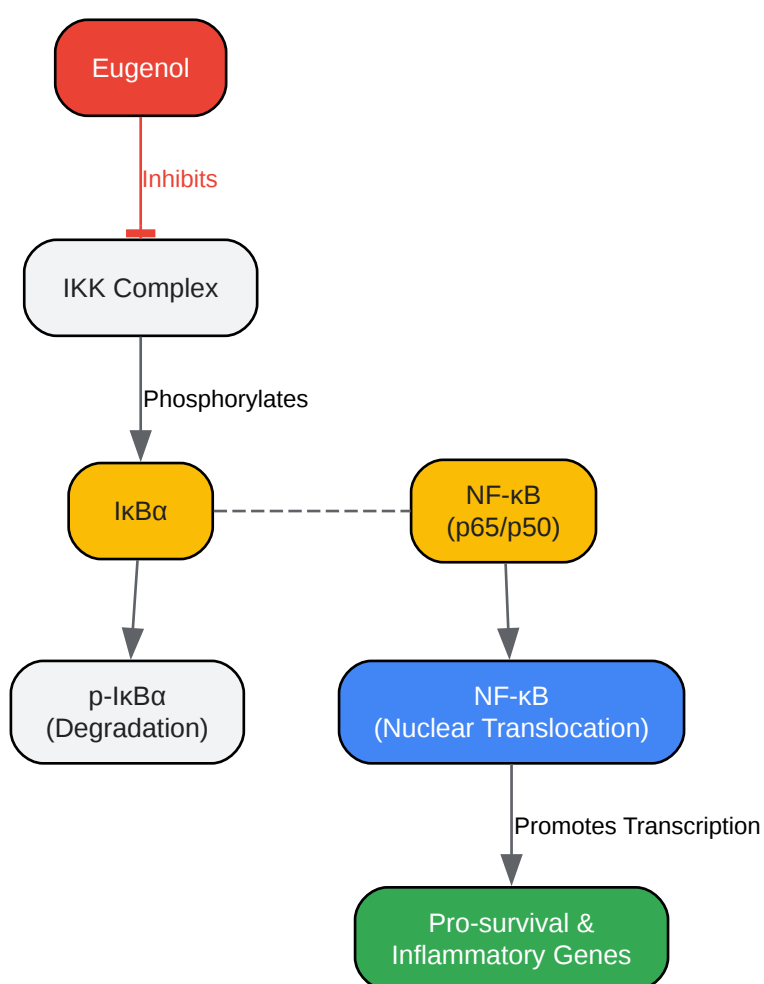 Eugenol
Inhibits
IKK Complex
Phosphorylates
IκBα
NF-κB
(p65/p50)
p-IκBα
(Degradation)
NF-κB
(Nuclear Translocation)
Promotes Transcription
Pro-survival &
Inflammatory Genes